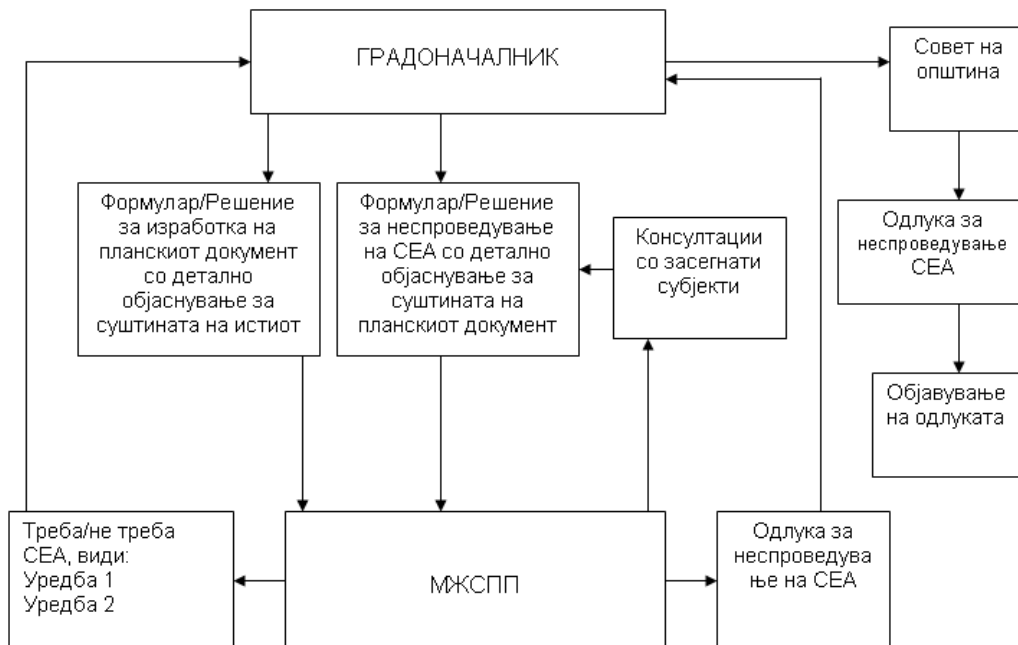 ГРАДОНАЧАЛНИК
Совет на
општина
Формулар/Решение
за изработка на
планскиот документ
со детално
објаснување за
суштината на истиот
Формулар/Решение
за неспроведување
на СЕА со детално
објаснување за
суштината на
планскиот документ
Консултации
со засегнати
субјекти
Одлука за
неспроведување
СЕА
Објавување
на одлуката
Треба/не треба
СЕА, види:
Уредба 1
Уредба 2
МЖСПП
Одлука за
неспроведува
ње на СЕА